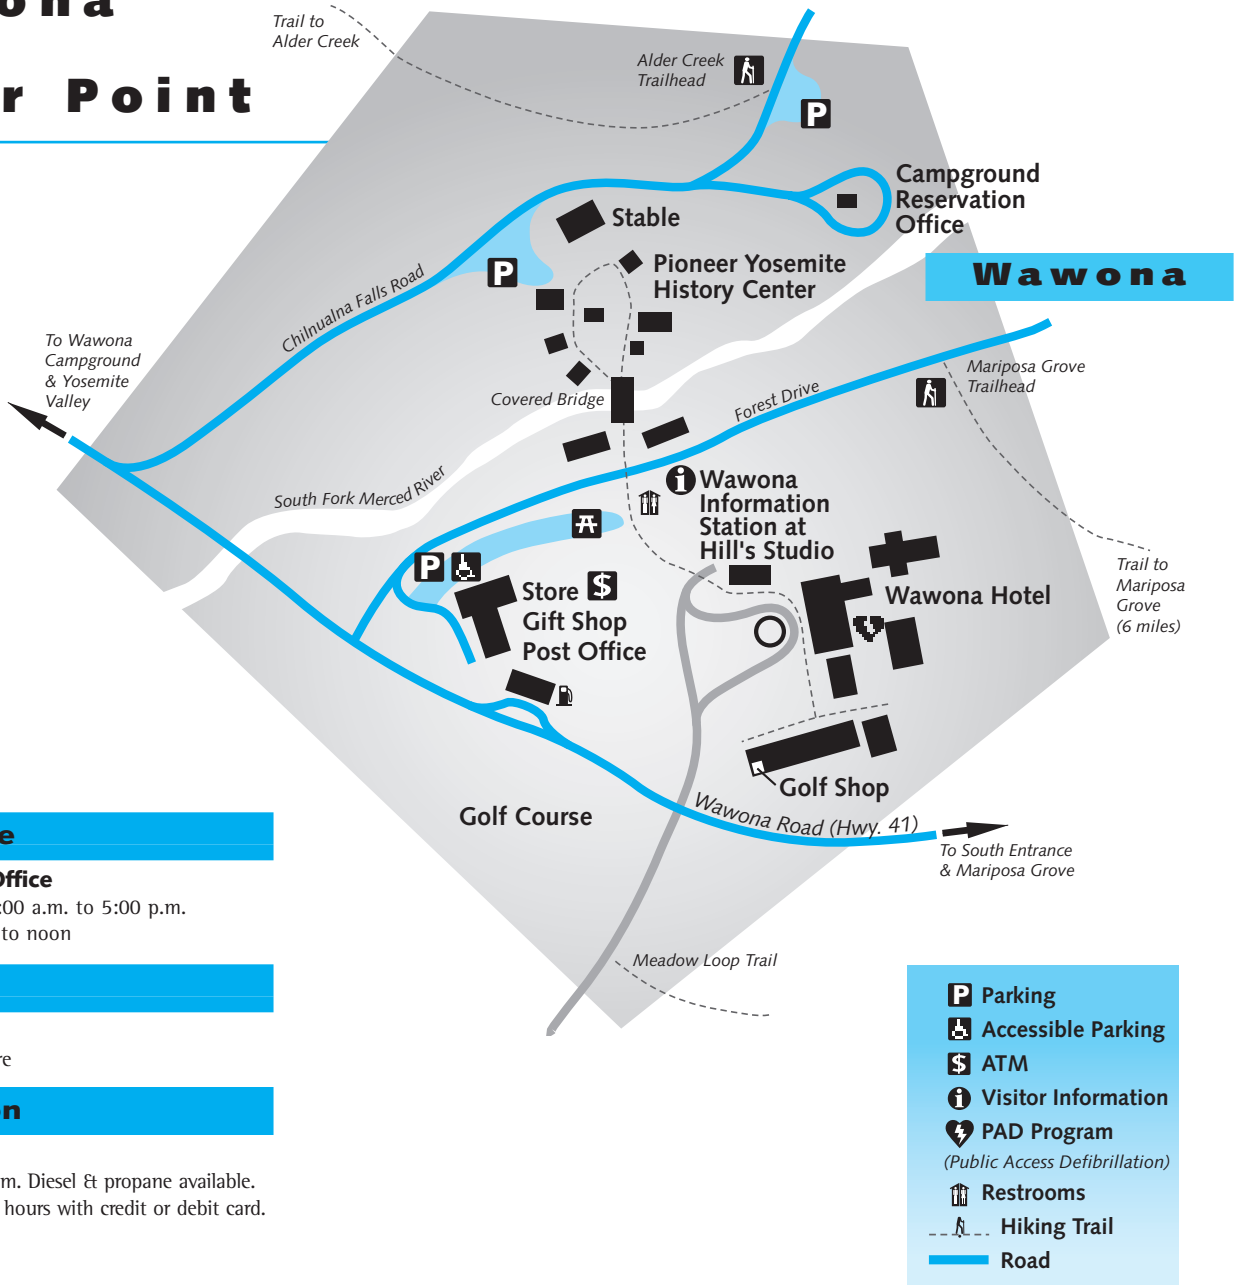 ona
r Point
Trail to
Alder Creek
Alder Creek
Trailhead
P
Campground
Reservation
Office
Stable
Pioneer Yosemite
History Center
P
Wawona
Chilnualna Falls Road
To Wawona
Campground
& Yosemite
Valley
Mariposa Grove
Trailhead
Covered Bridge
Forest Drive
South Fork Merced River
i
Wawona
Information
Station at
Hill's Studio
P
Trail to
Mariposa
Grove
(6 miles)
Store $
Gift Shop
Post Office
Wawona Hotel
Golf Shop
Golf Course
Wawona Road (Hwy. 41)
To South Entrance
& Mariposa Grove
Meadow Loop Trail
e
Office
:00 a.m. to 5:00 p.m.
to noon
re
on
m. Diesel & propane available.
hours with credit or debit card.
P Parking
Accessible Parking
$ ATM
i Visitor Information
PAD Program
(Public Access Defibrillation)
Restrooms
Hiking Trail
Road